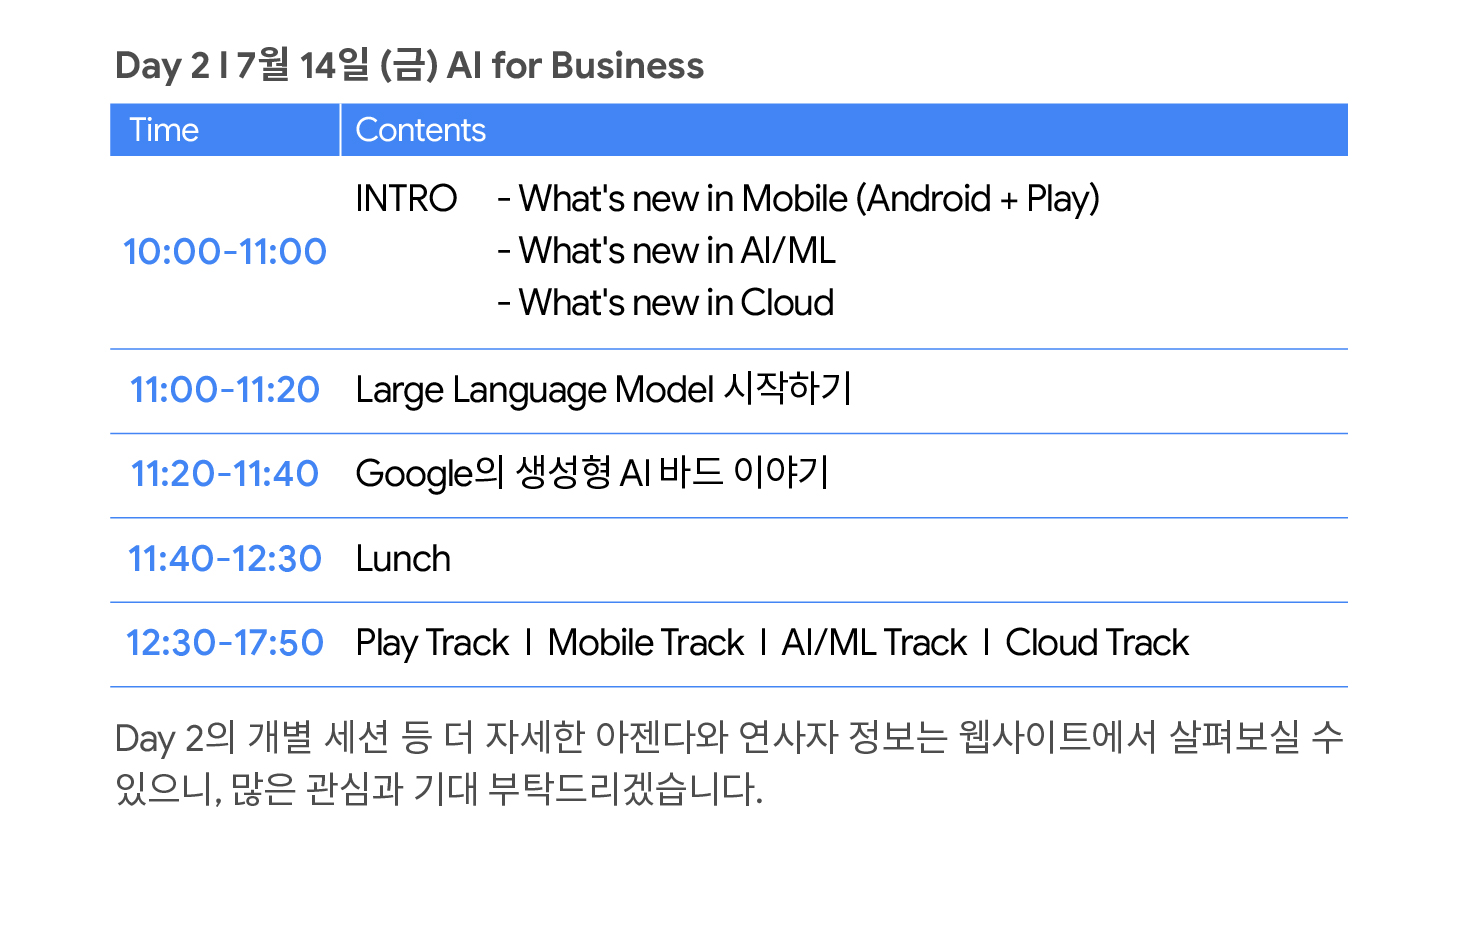 Day 2 I 7월 14일 (금) AI for Business
Time Contents
INTRO - What's new in Mobile (Android + Play)
10:00-11:00 - What's new in AI/ML
- What's new in Cloud
11:00-11:20 Large Language Model 시작하기
11:20-11:40 Google의 생성형 AI 바드 이야기
11:40-12:30 Lunch
12:30-17:50 Play Track I Mobile Track I AI/ML Track I Cloud Track
Day 2의 개별 세션 등 더 자세한 아젠다와 연사자 정보는 웹사이트에서 살펴보실 수
있으니, 많은 관심과 기대 부탁드리겠습니다.